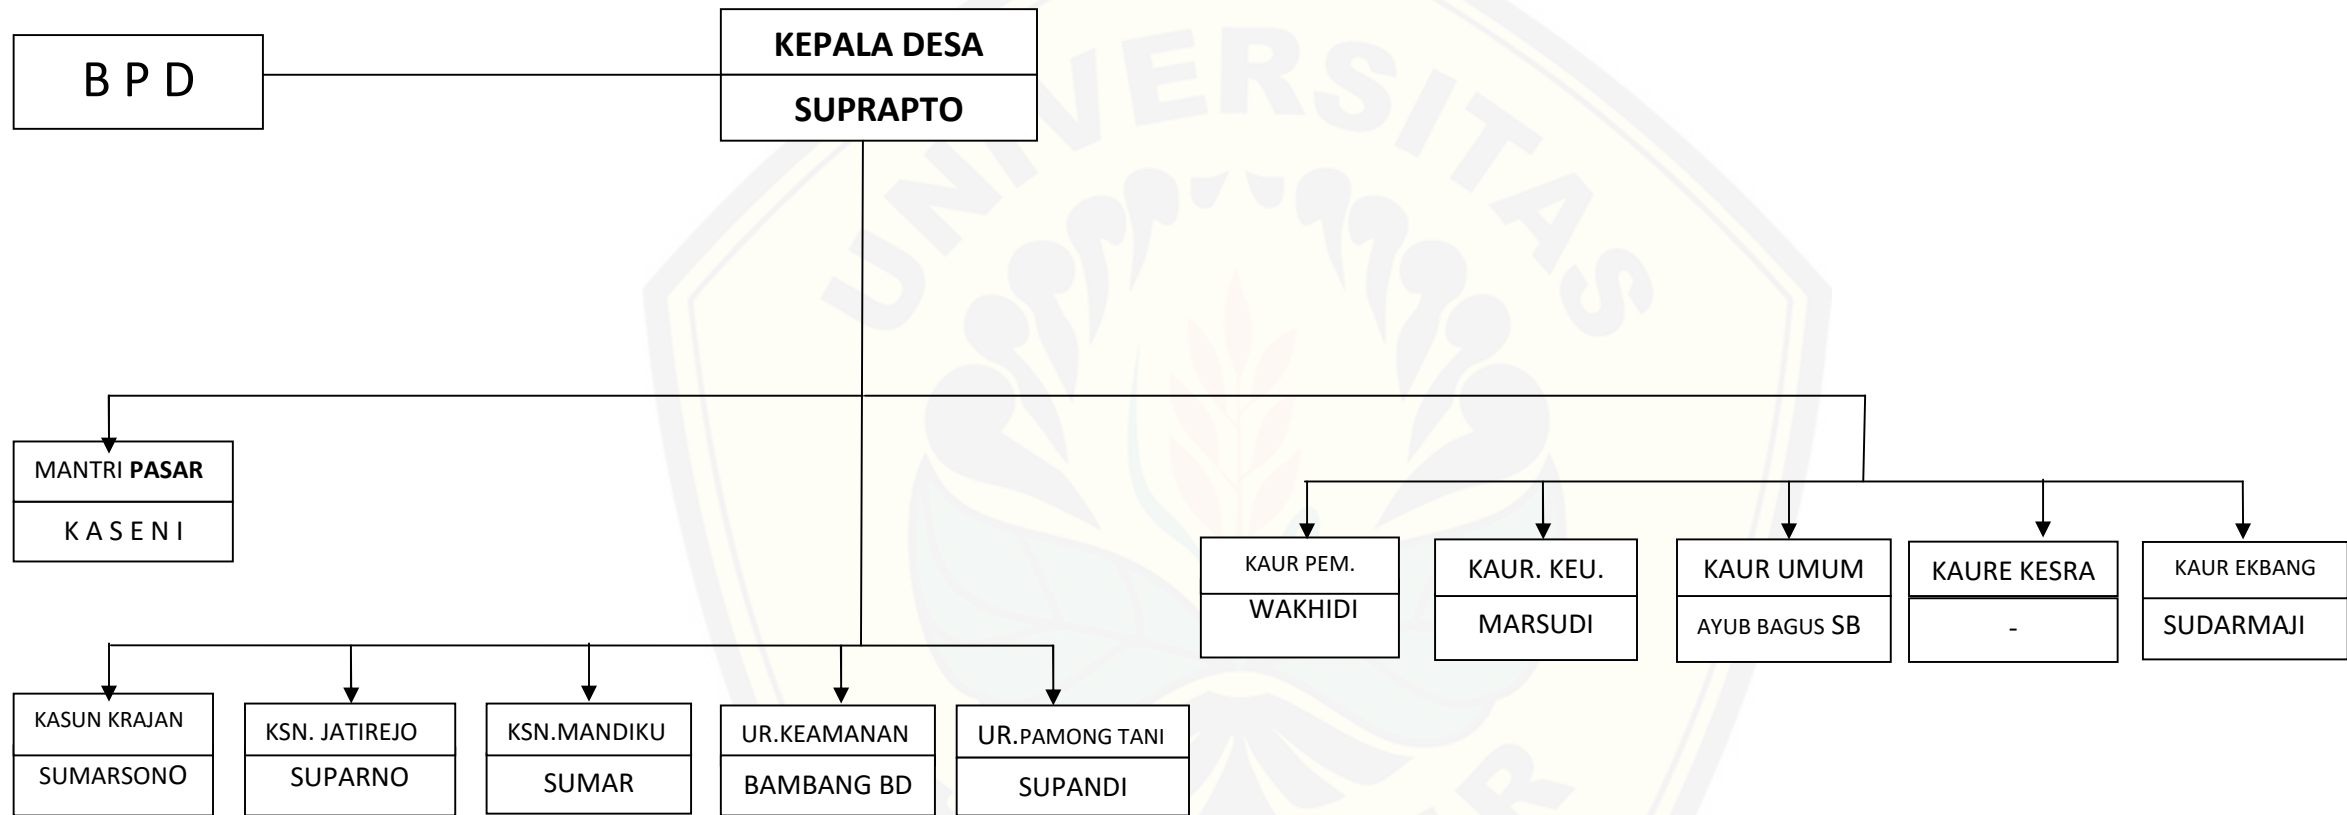 KEPALA DESA
B P D
SUPRAPTO
UNIVERSITAS
MANTRI PASAR
K A S E N I
KAUR PEM.
WAKHIDI
KAUR. KEU.
MARSUDI
KAUR UMUM
AYUB BAGUS SB
KAURE KESRA
-
KAUR EKBANG
SUDARMAJI
KASUN KRAJAN
SUMARSONO
KSN. JATIREJO
SUPARNO
KSN.MANDIKU
SUMAR
UR.KEAMANAN
BAMBANG BD
UR.PAMONG TANI
SUPANDI